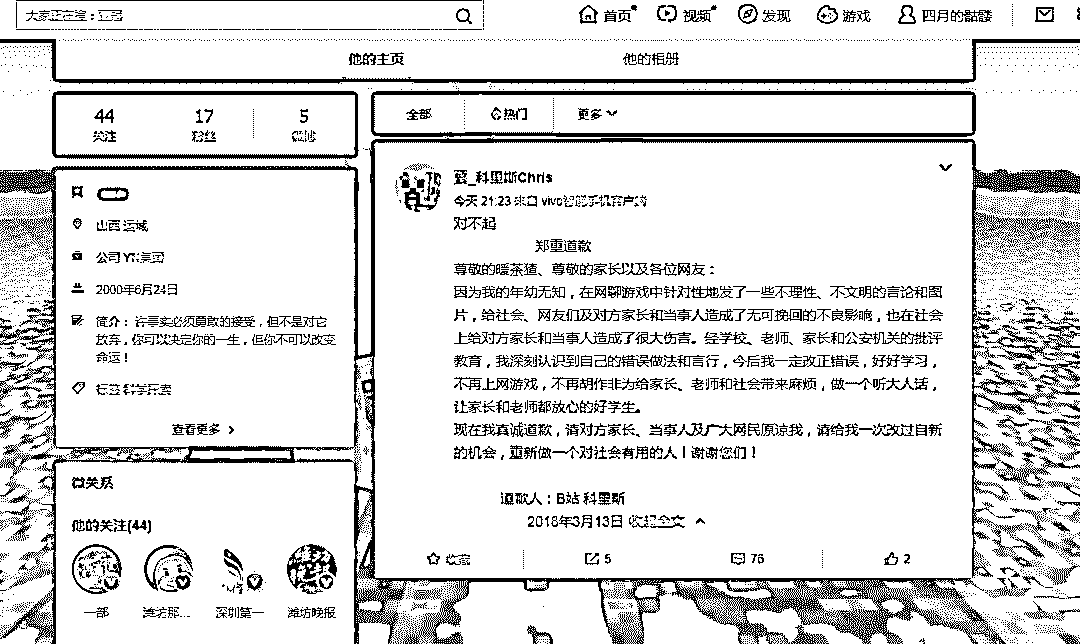 大家正在搜：
首页
视频
发现
游戏
四月的骷髅
他的主页
他的相册
44
关注
17
粉丝
5
微博
全部
热门
更多
山西 运城
公司
2000年6月24日
简介： 许事实必须勇敢的接受，但不是对它
放弃，你可以决定你的一生，但你不可以改变
命运！
标签
查看更多
微关系
他的关注(44)
一部
潍坊那...
深圳第一
潍坊晚报
_科里斯Chris
今天 21:23 来自 vivo智能手机客户端
对不起
郑重道歉
尊敬的暖茶猹、尊敬的家长以及各位网友：
因为我的年幼无知，在网聊游戏中针对性地发了一些不理性、不文明的言论和图
片，给社会、网友们及对方家长和当事人造成了无可挽回的不良影响，也在社会
上给对方家长和当事人造成了很大伤害。经学校、老师、家长和公安机关的批评
教育，我深刻认识到自己的错误做法和言行，今后我一定改正错误，好好学习，
不再上网游戏，不再胡作非为给家长、老师和社会带来麻烦，做一个听大人话，
让家长和老师都放心的好学生。
现在我真诚道歉，请对方家长、当事人及广大网民原谅我，请给我一次改过自新
的机会，重新做一个对社会有用的人！谢谢您们！
道歉人：B站 科里斯
2018年3月13日 收起全文
收藏
5
76
2